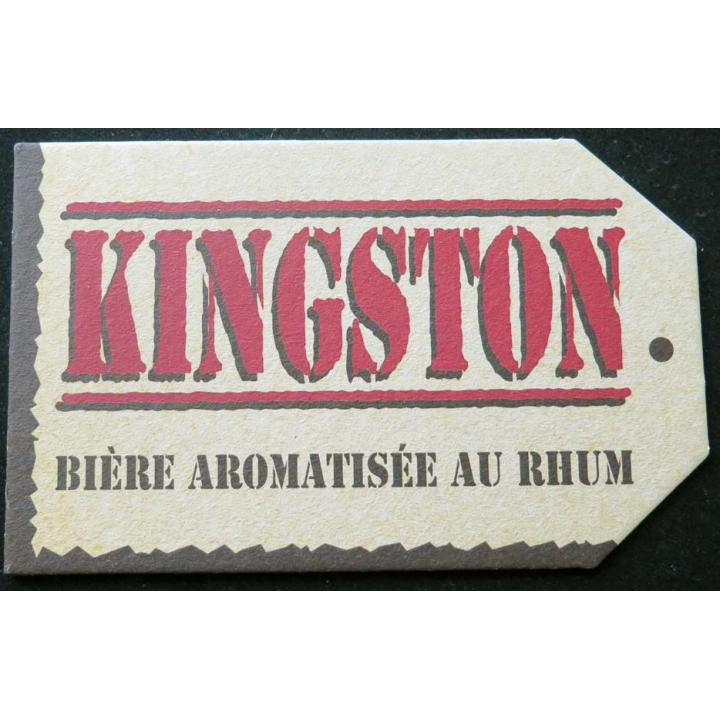 KINGSTON
BIÈRE AROMATISÉE AU RHUM